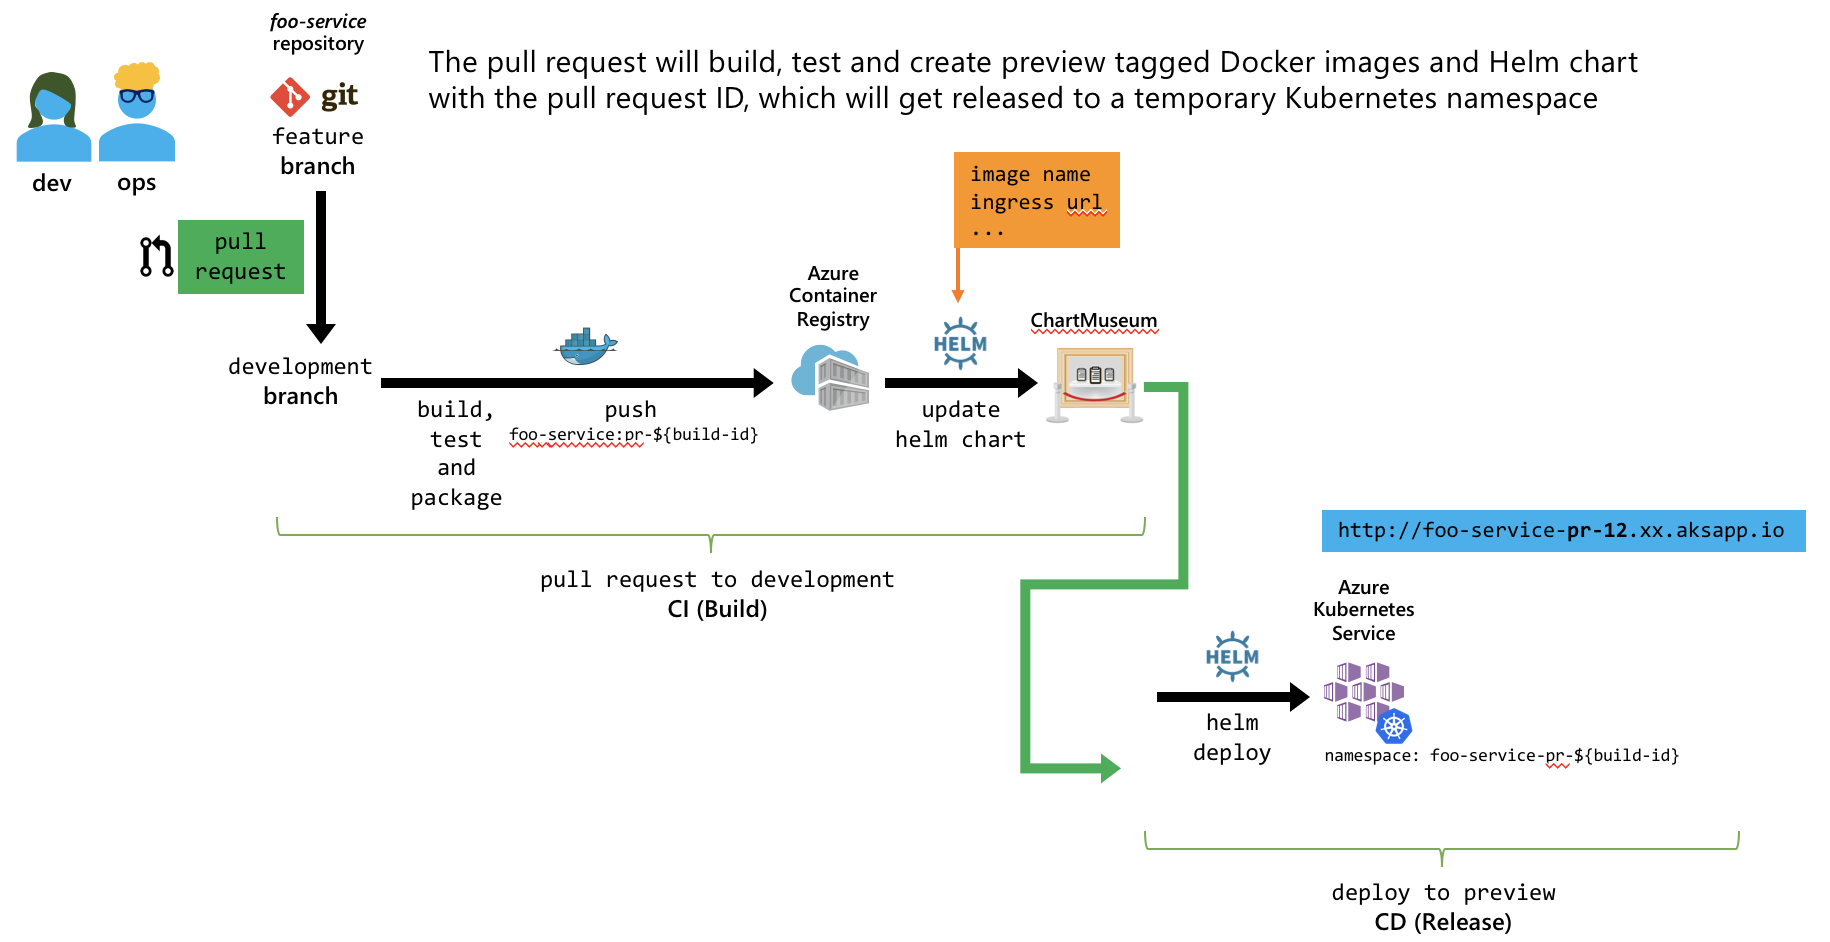 foo-service
repository
The pull request will build, test and create preview tagged Docker images and Helm chart
with the pull request ID, which will get released to a temporary Kubernetes namespace
git
feature
branch
dev
ops
pull
request
image name
ingress url
...
Azure
Container
Registry
HELM
ChartMuseum
development
branch
build,
test
and
package
push
foo-service:pr-${build-id}
update
helm chart
pull request to development
CI (Build)
http://foo-service-pr-12.xx.aksapp.io
Azure
Kubernetes
Service
HELM
helm
deploy
namespace: foo-service-pr-${build-id}
deploy to preview
CD (Release)